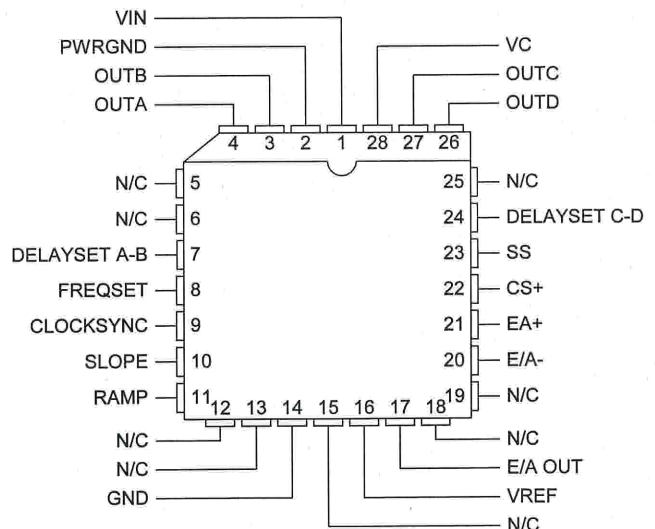 VIN
PWRGND
OUTB
OUTA
VC
OUTC
OUTD
4 3 2 1 28 27 26
N/C 5
25 N/C
N/C 6
24 DELAYSET C-D
DELAYSET A-B 7
23 SS
FREQSET 8
22 CS+
CLOCKSYNC 9
21 EA+
SLOPE 10
20 E/A-
RAMP 11
19 N/C
12 13 14 15 16 17 18
N/C
N/C
GND
N/C
E/A OUT
VREF
N/C